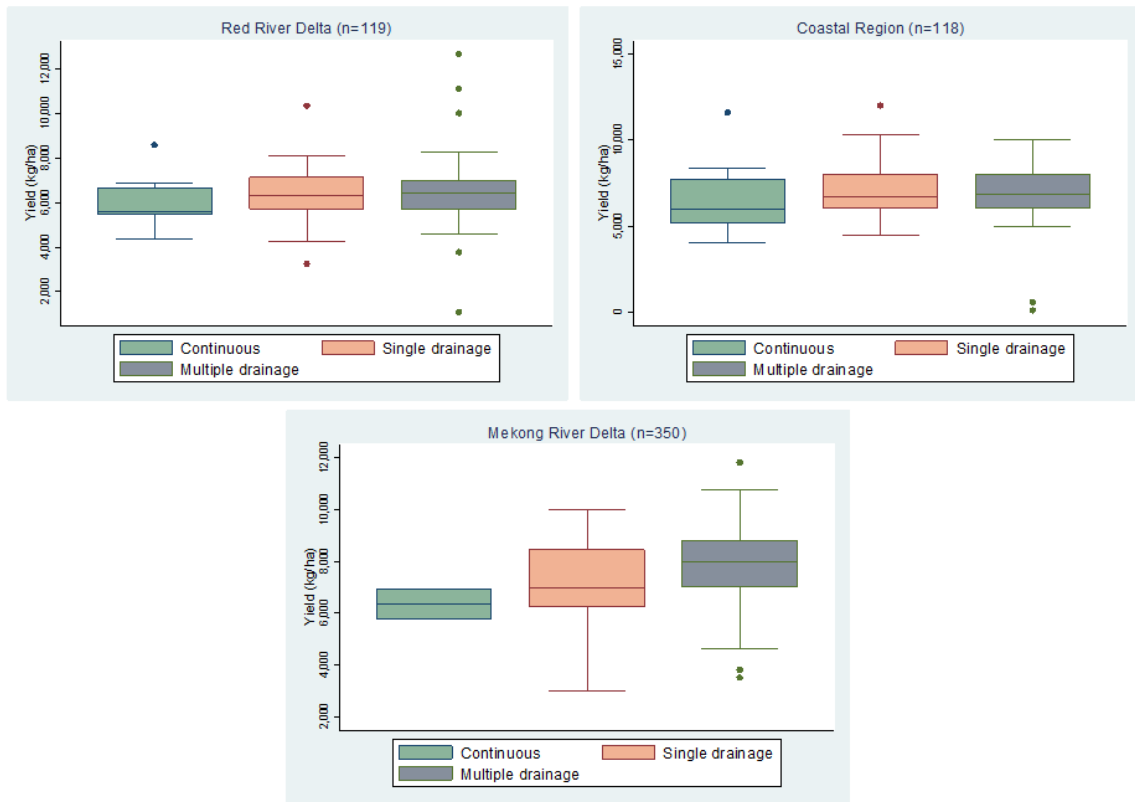 Red River Delta (n=119)
Yield (kg/ha)
12,000
10,000
8,000
6,000
4,000
2,000
Continuous
Single drainage
Multiple drainage
Coastal Region (n=118)
Yield (kg/ha)
15,000
10,000
5,000
0
Continuous
Single drainage
Multiple drainage
Mekong River Delta (n=350)
Yield (kg/ha)
12,000
10,000
8,000
6,000
4,000
2,000
Continuous
Single drainage
Multiple drainage